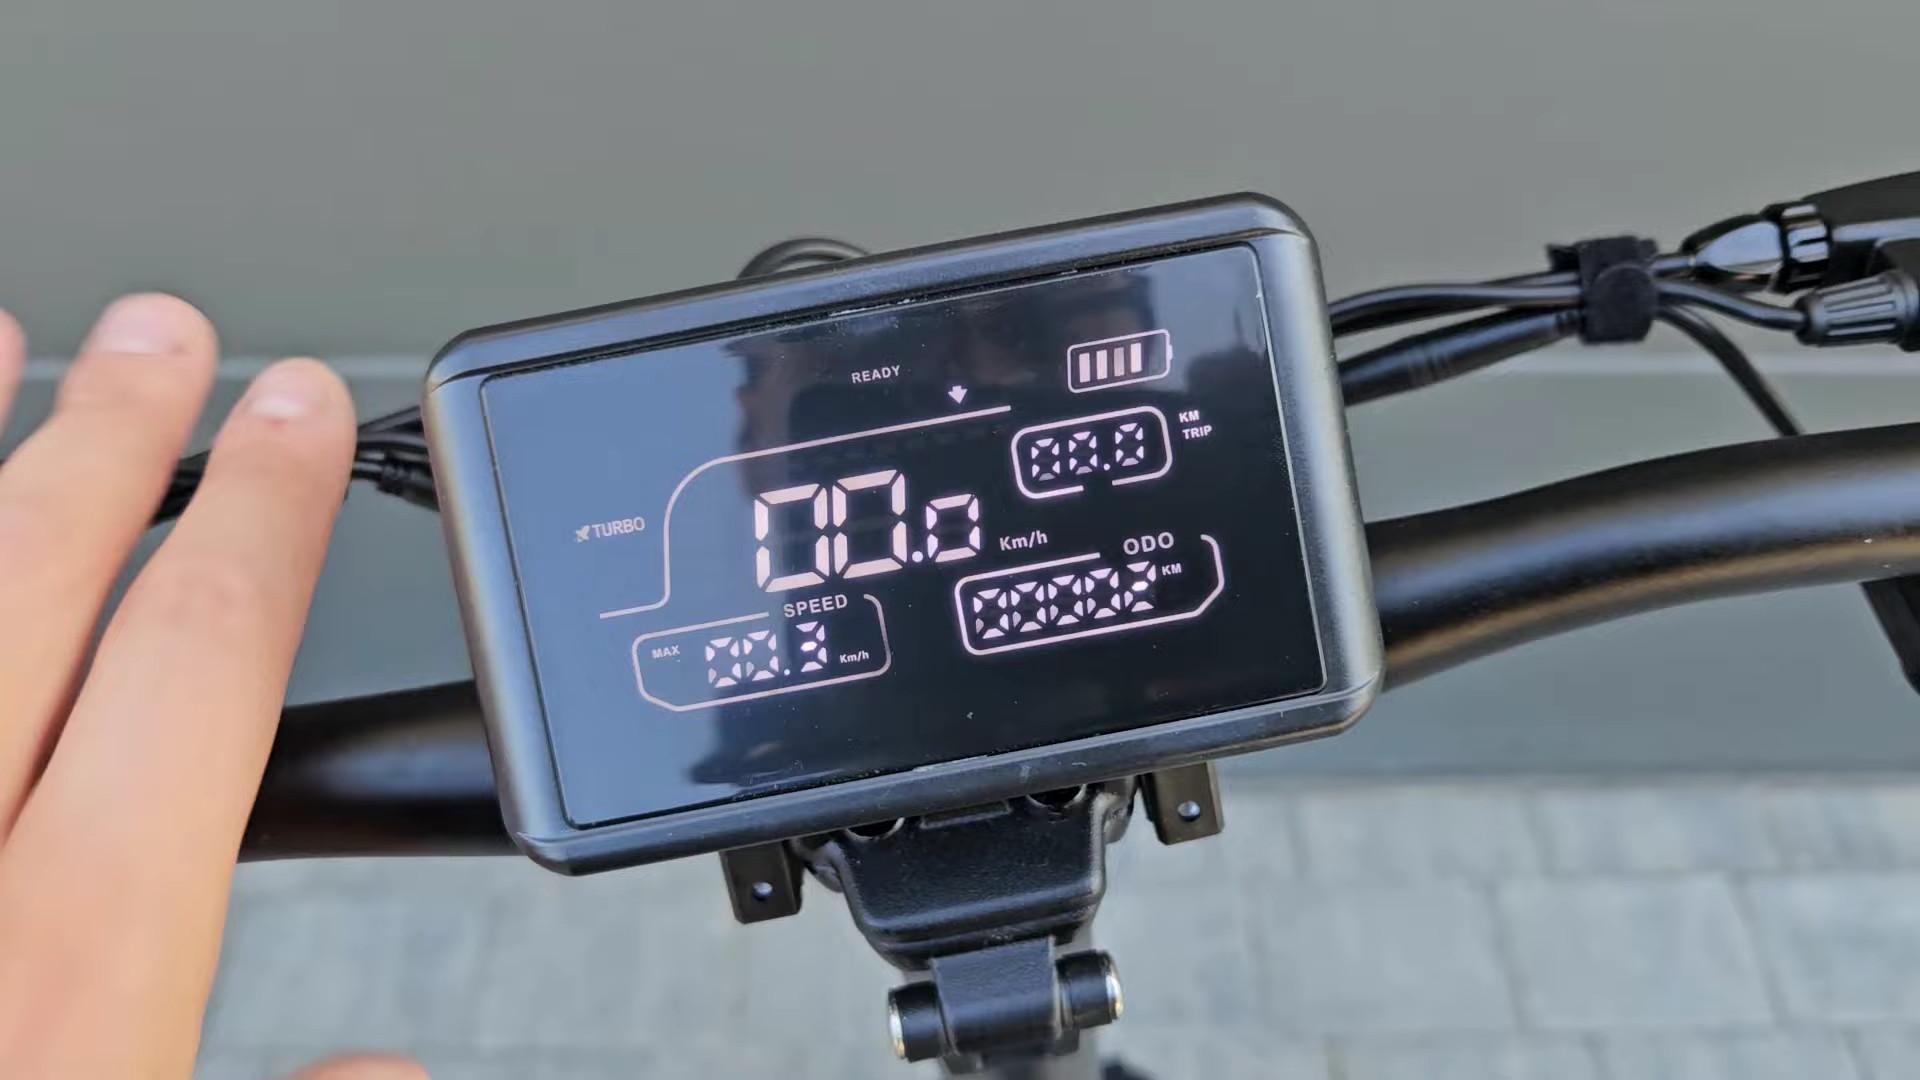 READY
KM
TRIP
00.0
TURBO
00.0 Km/h
ODO
00002 KM
SPEED
MAX 00.3 Km/h